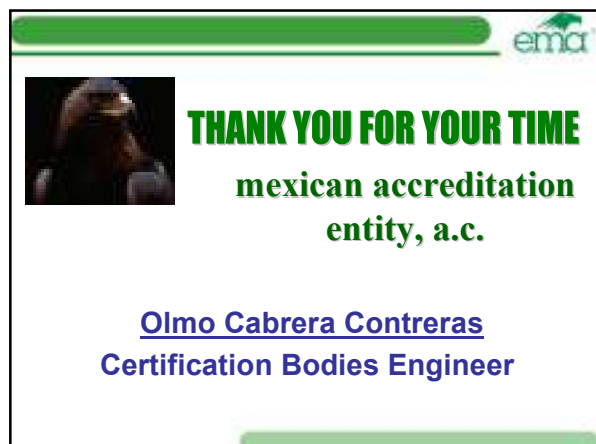 ema
THANK YOU FOR YOUR TIME
mexican accreditation
entity, a.c.
Olmo Cabrera Contreras
Certification Bodies Engineer